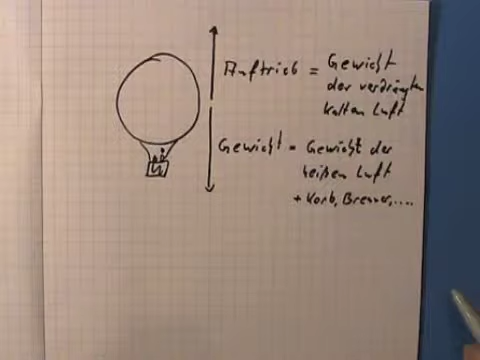 Auftrieb = Gewicht
der verdrängten
kalten Luft
Gewicht = Gewicht der
heißen Luft
+ Korb, Brenner, ....